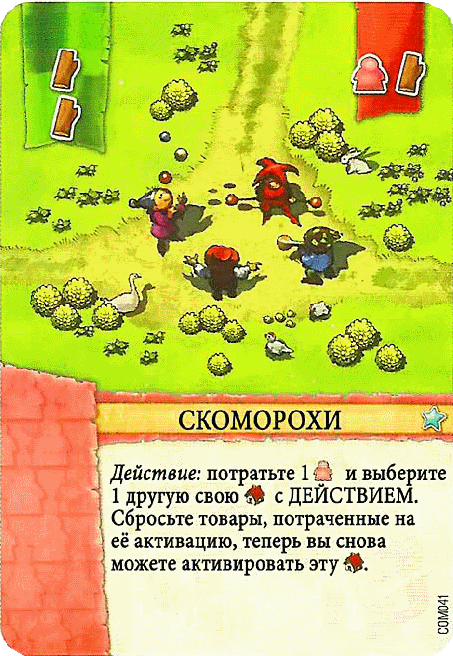 СКОМОРОХИ
Действие: потратьте 1 и выберите
1 другую свою с ДЕЙСТВИЕМ.
Сбросьте товары, потраченные на
её активацию, теперь вы снова
можете активировать эту .
COM041